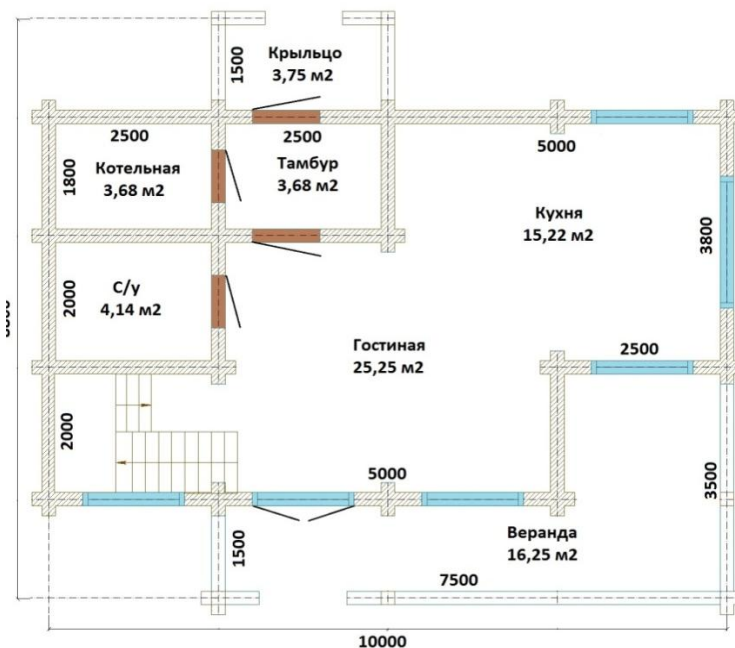 Крыльцо
3,75 м2
1500
2500
2500
5000
Котельная
3,68 м2
1800
Тамбур
3,68 м2
Кухня
15,22 м2
3800
С/у
4,14 м2
2000
Гостиная
25,25 м2
2500
2000
5000
3500
Веранда
16,25 м2
1500
7500
10000